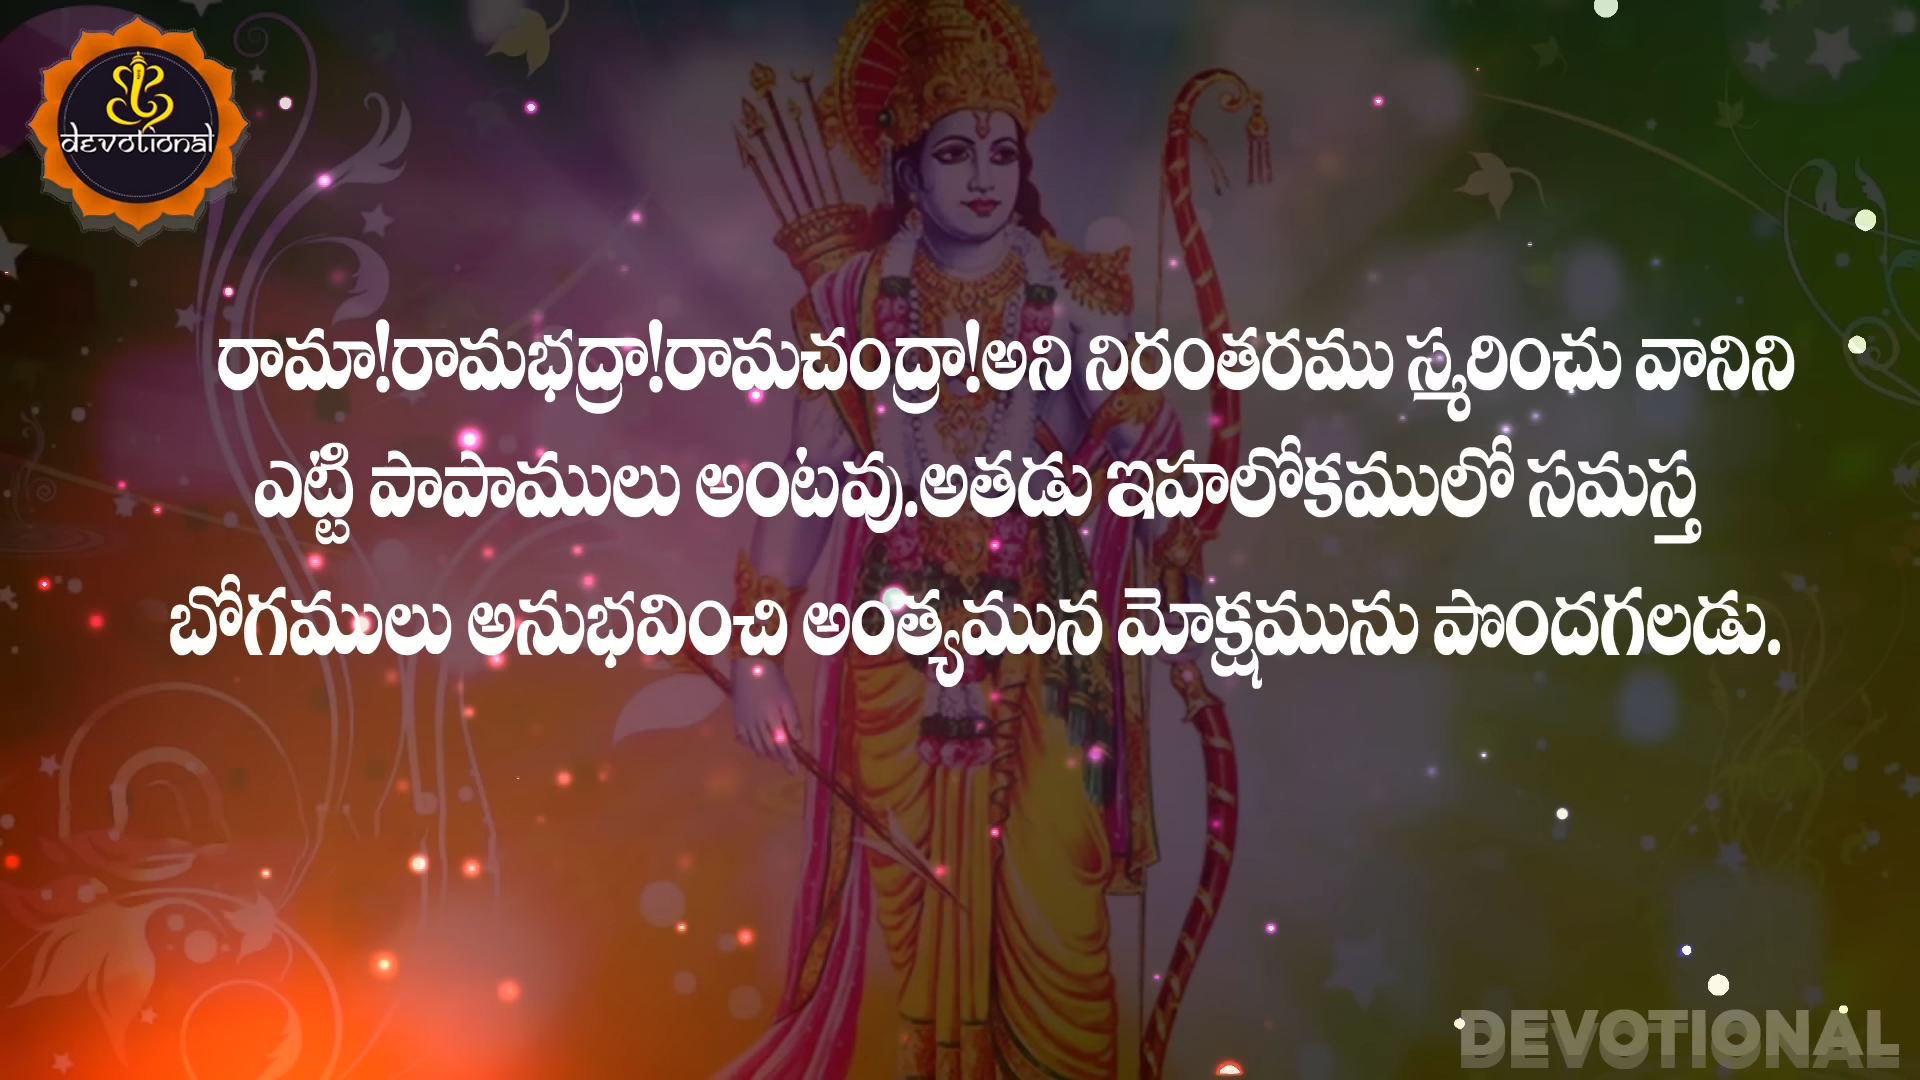 devotional
రామా!రామభద్రా!రామచంద్రా!అని నిరంతరము స్మరించు వానిని
ఎట్టి పాపాములు అంటవు.అతడు ఇహలోకములో సమస్త
బోగములు అనుభవించి అంత్యమున మోక్షమును పొందగలడు.
DEVOTIONAL